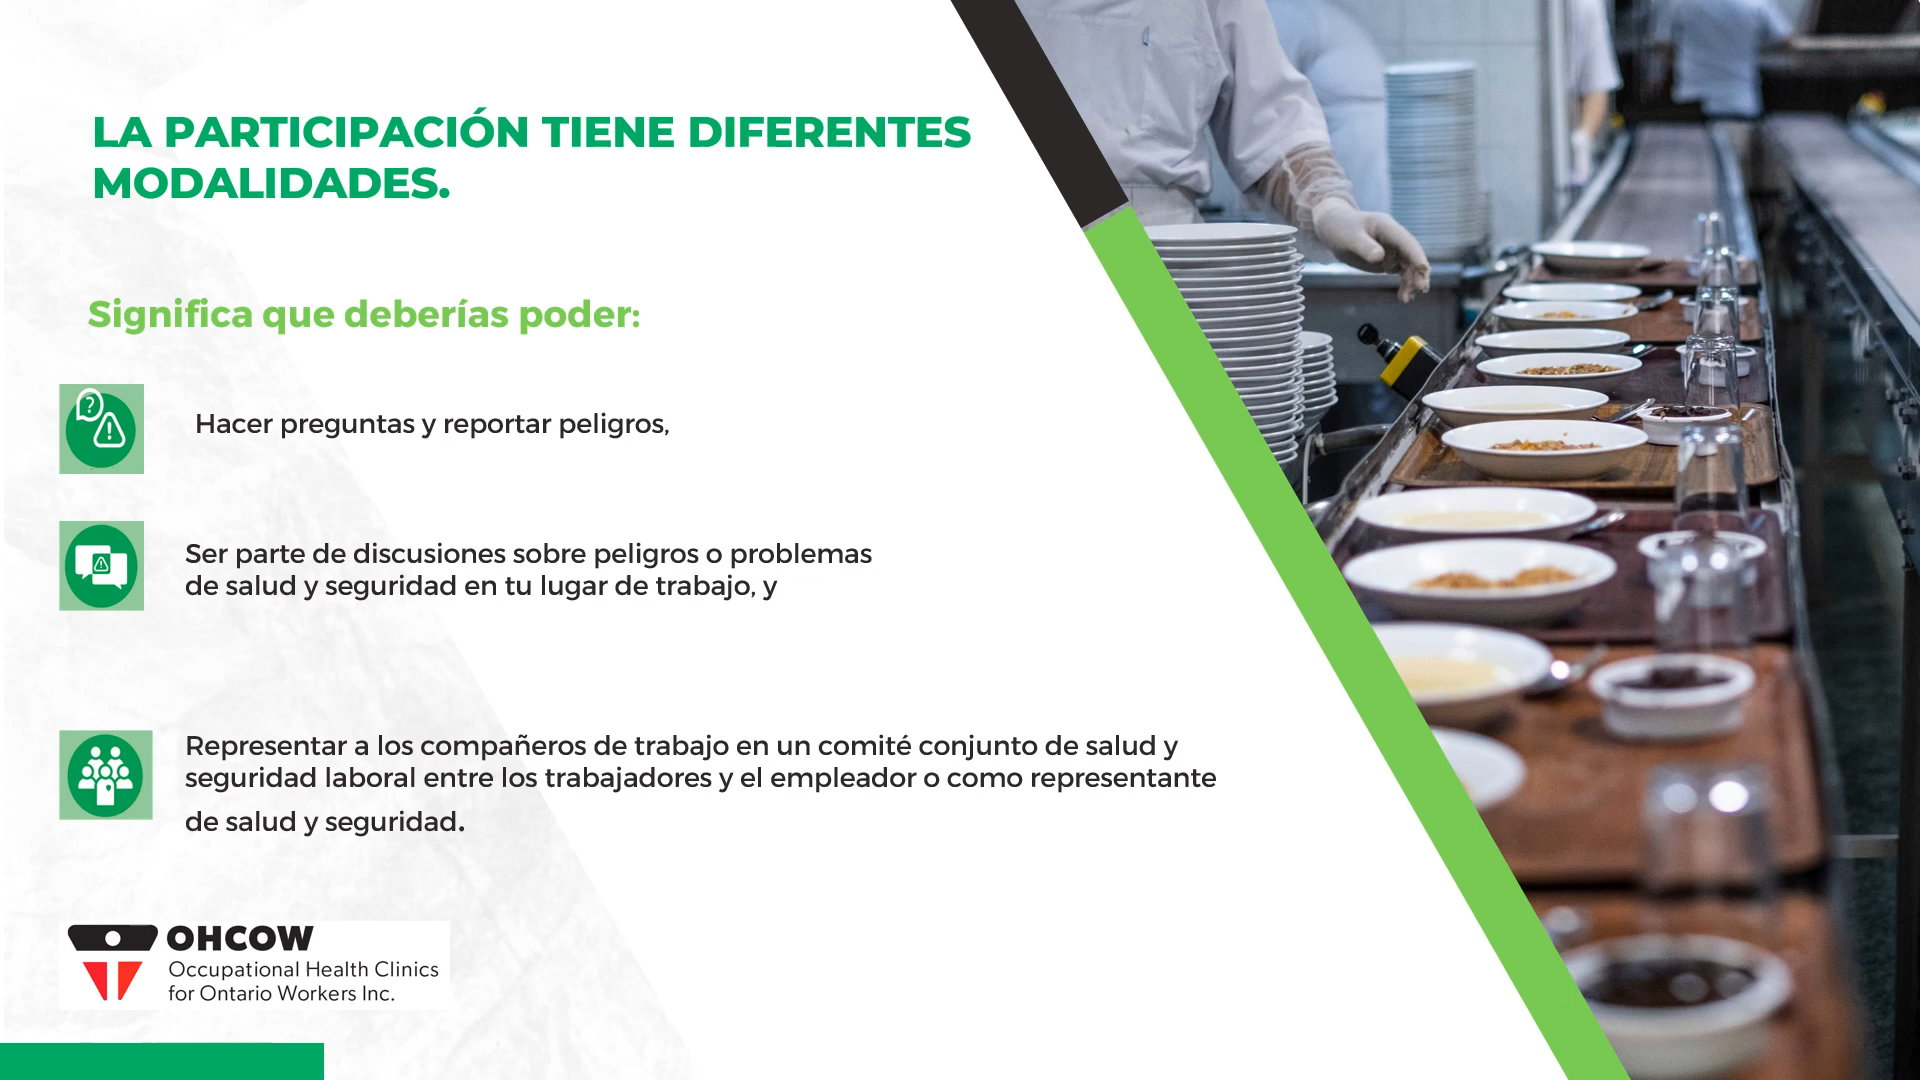 LA PARTICIPACIÓN TIENE DIFERENTES
MODALIDADES.
Significa que deberías poder:
?
Hacer preguntas y reportar peligros,
Ser parte de discusiones sobre peligros o problemas
de salud y seguridad en tu lugar de trabajo, y
Representar a los compañeros de trabajo en un comité conjunto de salud y
seguridad laboral entre los trabajadores y el empleador o como representante
de salud y seguridad.
OHCOW
Occupational Health Clinics
for Ontario Workers Inc.